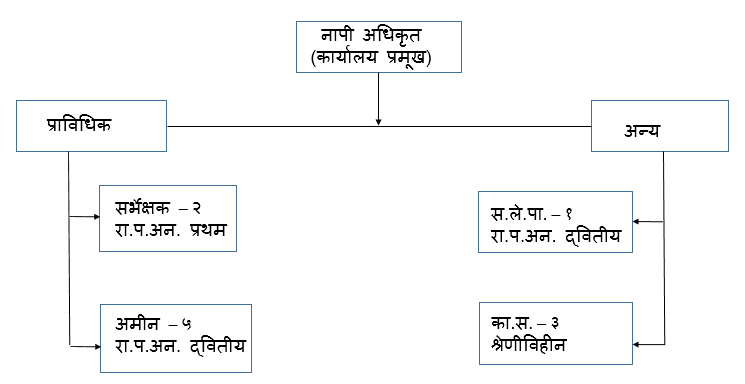 नापी अधिकृत
(कार्यालय प्रमूख)
प्राविधिक
अन्य
सर्भेक्षक – २
रा.प.अन. प्रथम
स.ले.पा. – १
रा.प.अन. द्वितीय
अमीन – ५
रा.प.अन. द्वितीय
का.स. – ३
श्रेणीविहीन